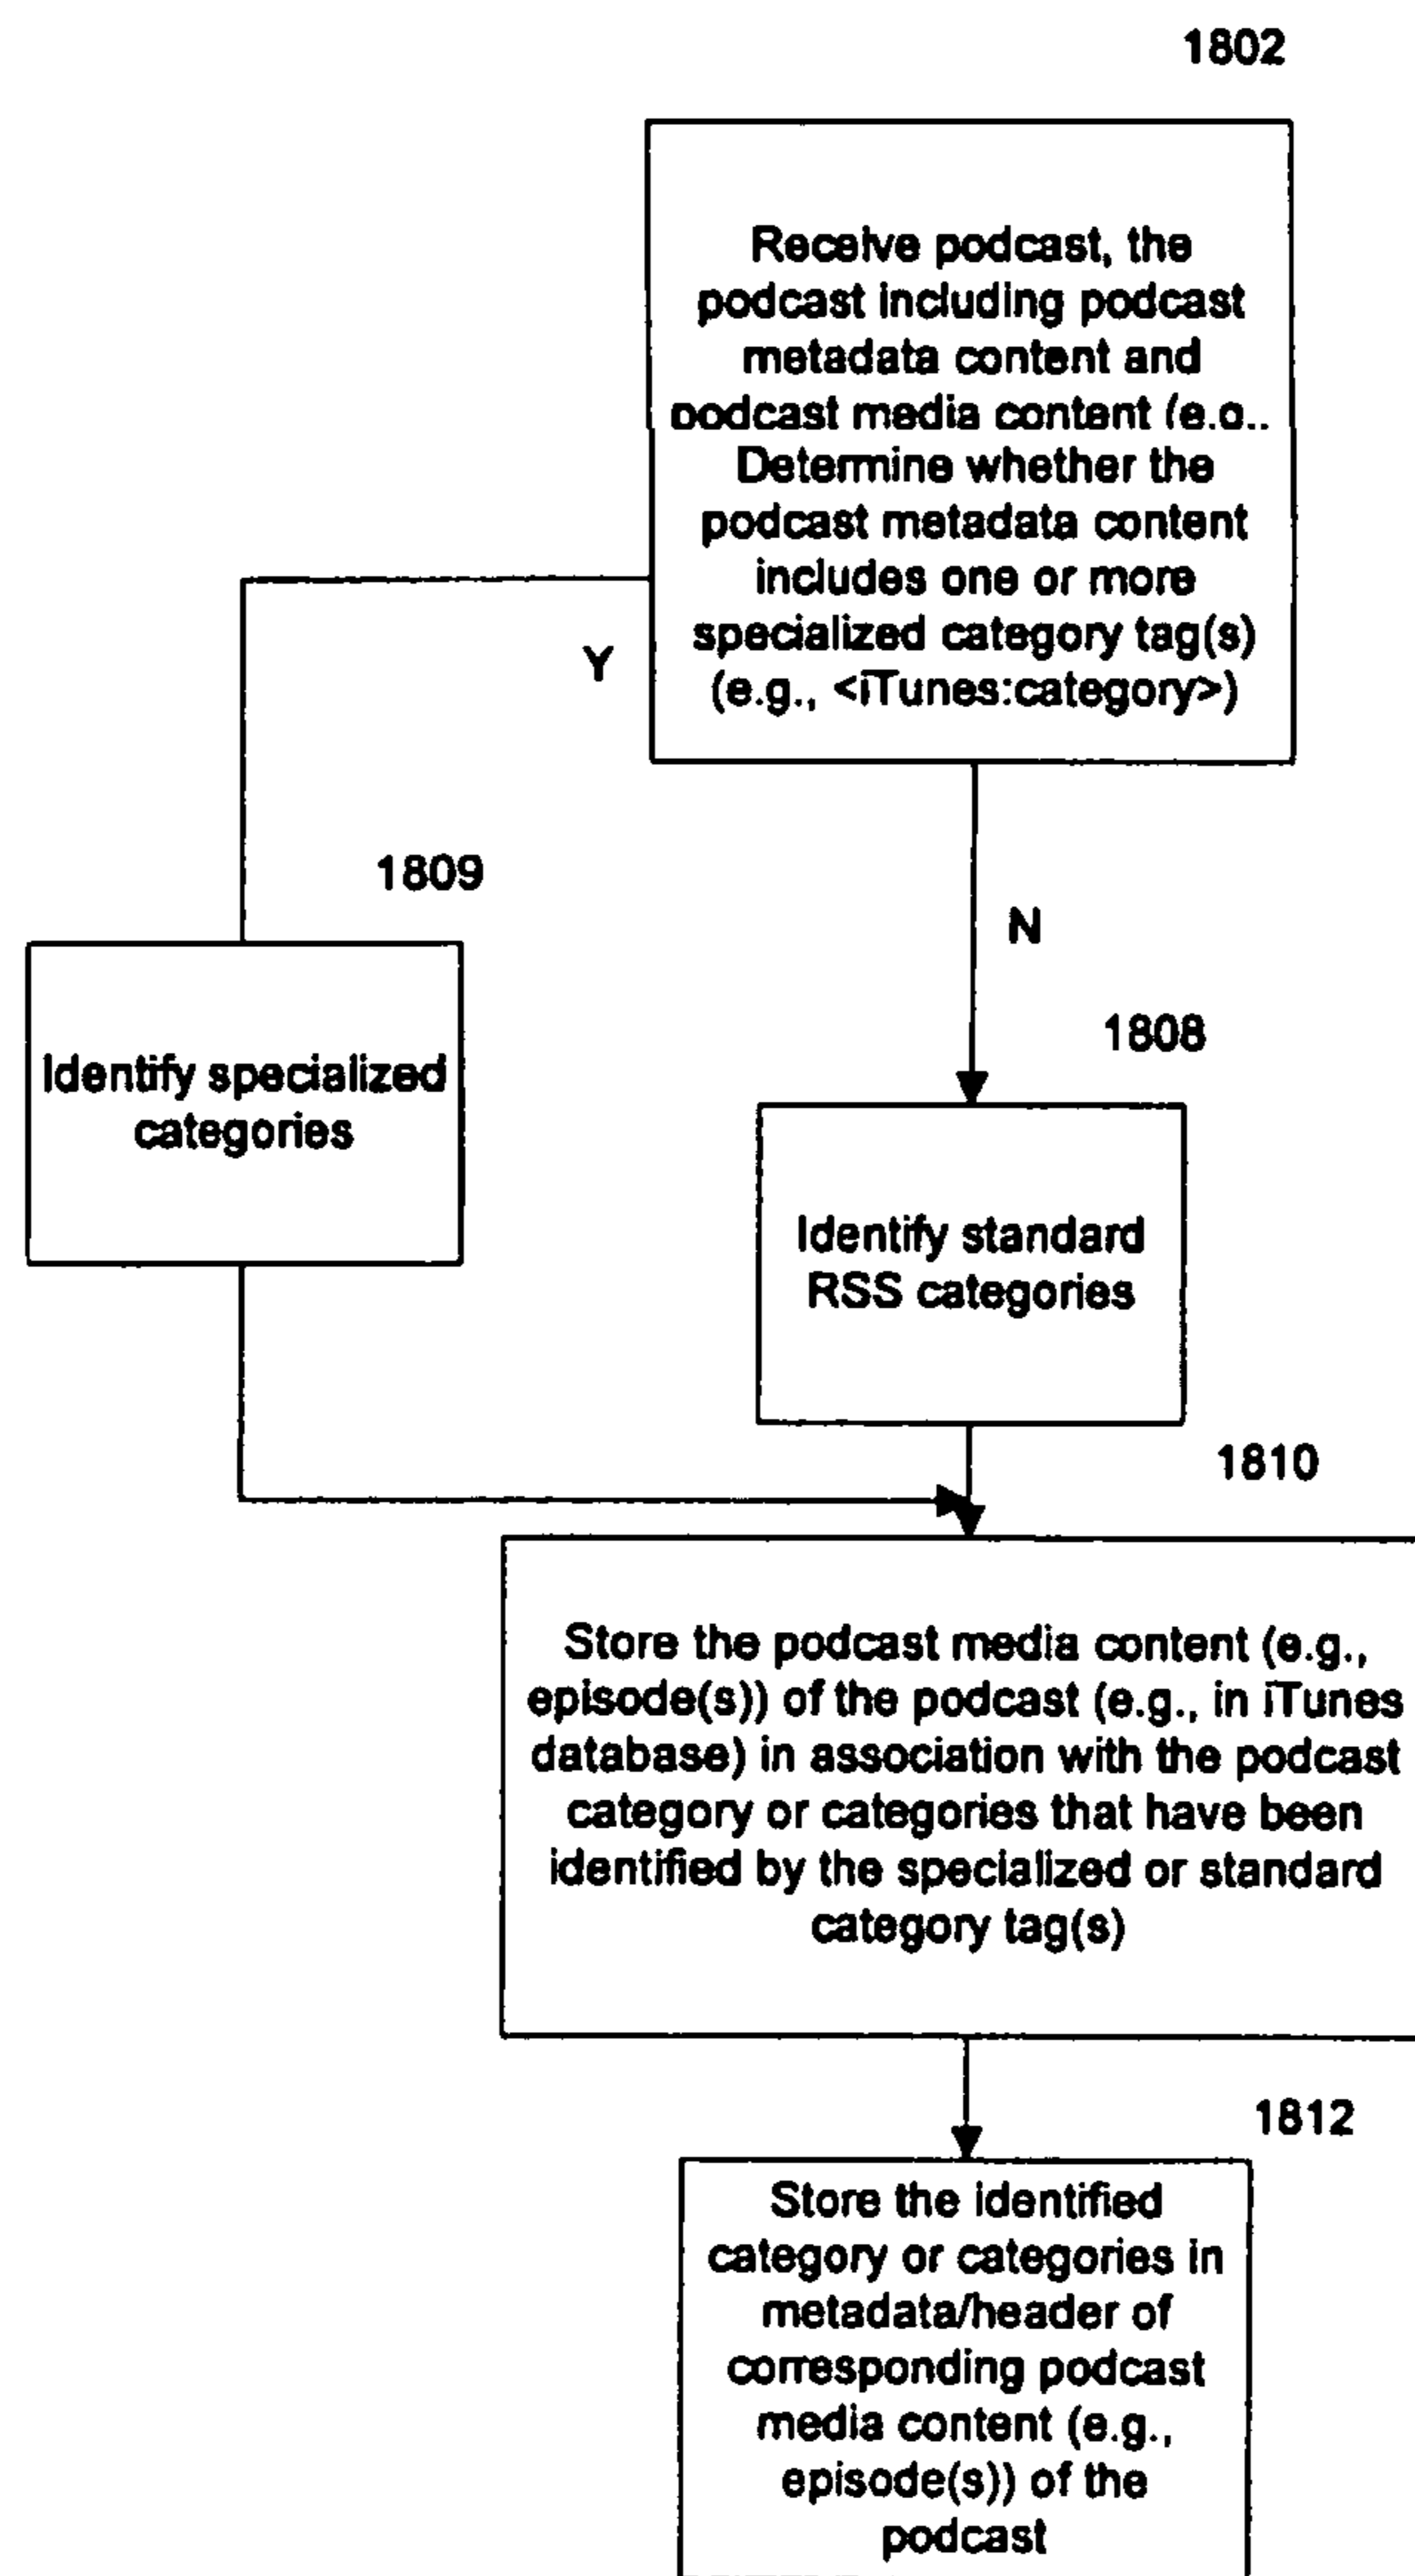 1802
Receive podcast, the
podcast including podcast
metadata content and
podcast media content (e.g.,
Determine whether the
podcast metadata content
includes one or more
specialized category tag(s)
(e.g., <iTunes:category>)
Y
1809
N
1808
Identify specialized
categories
Identify standard
RSS categories
1810
Store the podcast media content (e.g.,
episode(s)) of the podcast (e.g., in iTunes
database) in association with the podcast
category or categories that have been
identified by the specialized or standard
category tag(s)
1812
Store the identified
category or categories in
metadata/header of
corresponding podcast
media content (e.g.,
episode(s)) of the
podcast